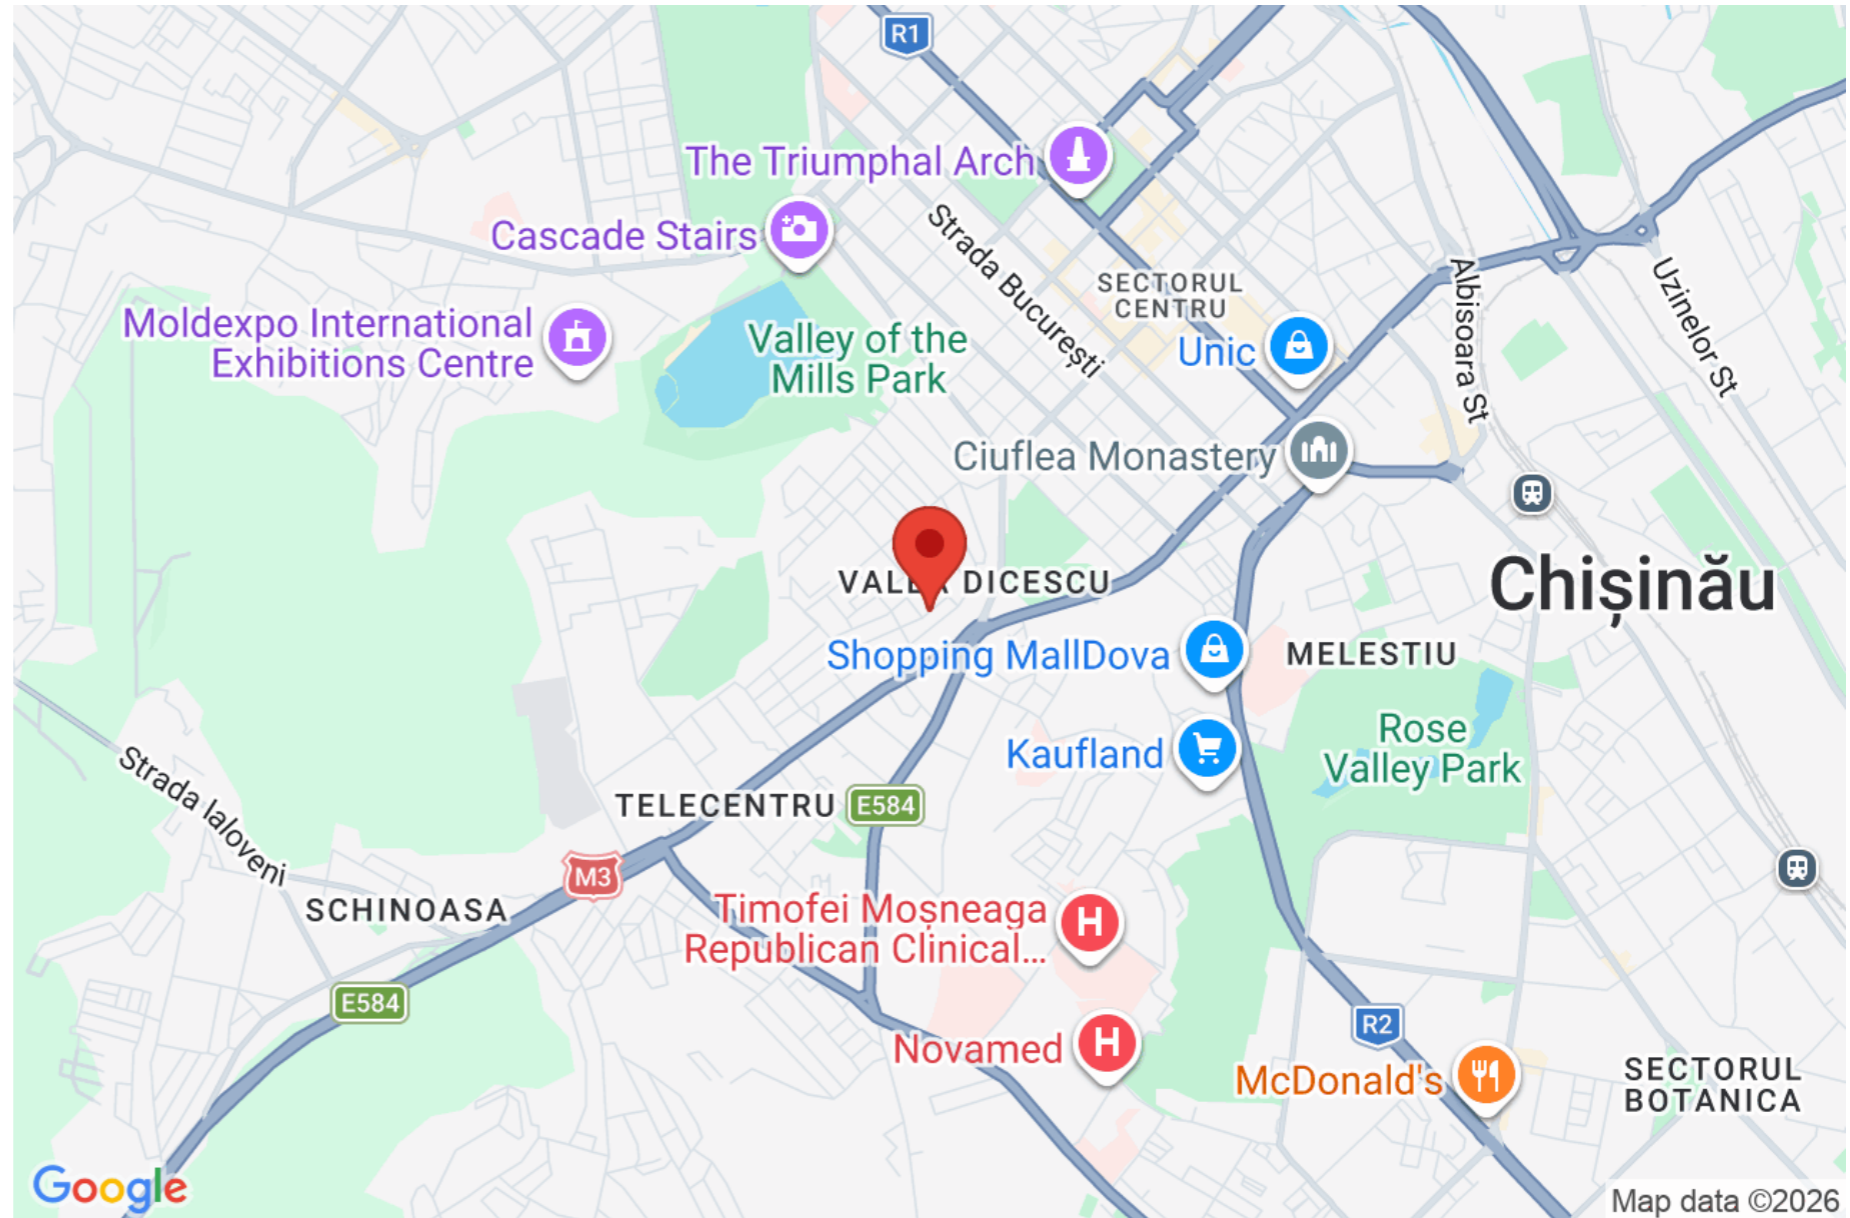 R1
The Triumphal Arch
Cascade Stairs
Strada București
SECTORUL
CENTRU
Albisoara St
Uzinelor St
Moldexpo International
Exhibitions Centre
Valley of the
Mills Park
Unic
Ciuflea Monastery
VALEA DICESCU
Chișinău
Shopping MallDova
MELESTIU
Rose
Valley Park
Kaufland
Strada Ialoveni
TELECENTRU
E584
M3
SCHINOASA
Timofei Moșneaga
Republican Clinical...
E584
R2
Novamed
McDonald's
SECTORUL
BOTANICA
Google
Map data ©2026